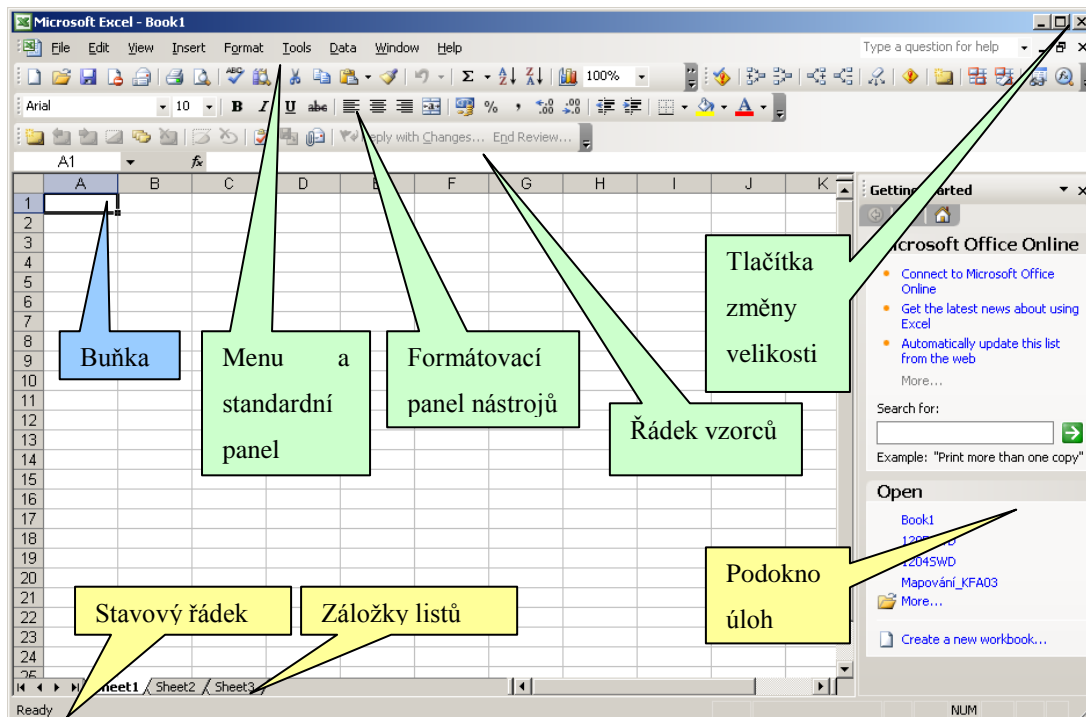 Microsoft Excel - Book1
File Edit View Insert Format Tools Data Window Help
Type a question for help
100%
Arial 10 B I U abc % ,
Reply with Changes... End Review...
A1 fx
A B C D E F G H I J K
1
2
3
4
5
6
7
8
9
10
11
12
13
14
15
16
17
18
19
20
21
22
23
24
25
Buňka
Menu a
standardní
panel
Formátovací
panel nástrojů
Řádek vzorců
Tlačítka
změny
velikosti
Podokno
úloh
Stavový řádek
Záložky listů
Getting Started
Microsoft Office Online
Connect to Microsoft Office
Online
Get the latest news about using
Excel
Automatically update this list
from the web
More...
Search for:
Example: "Print more than one copy"
Open
Book1
1204SWD
Mapování_KFA03
More...
Create a new workbook...
Sheet1 Sheet2 Sheet3
Ready
NUM